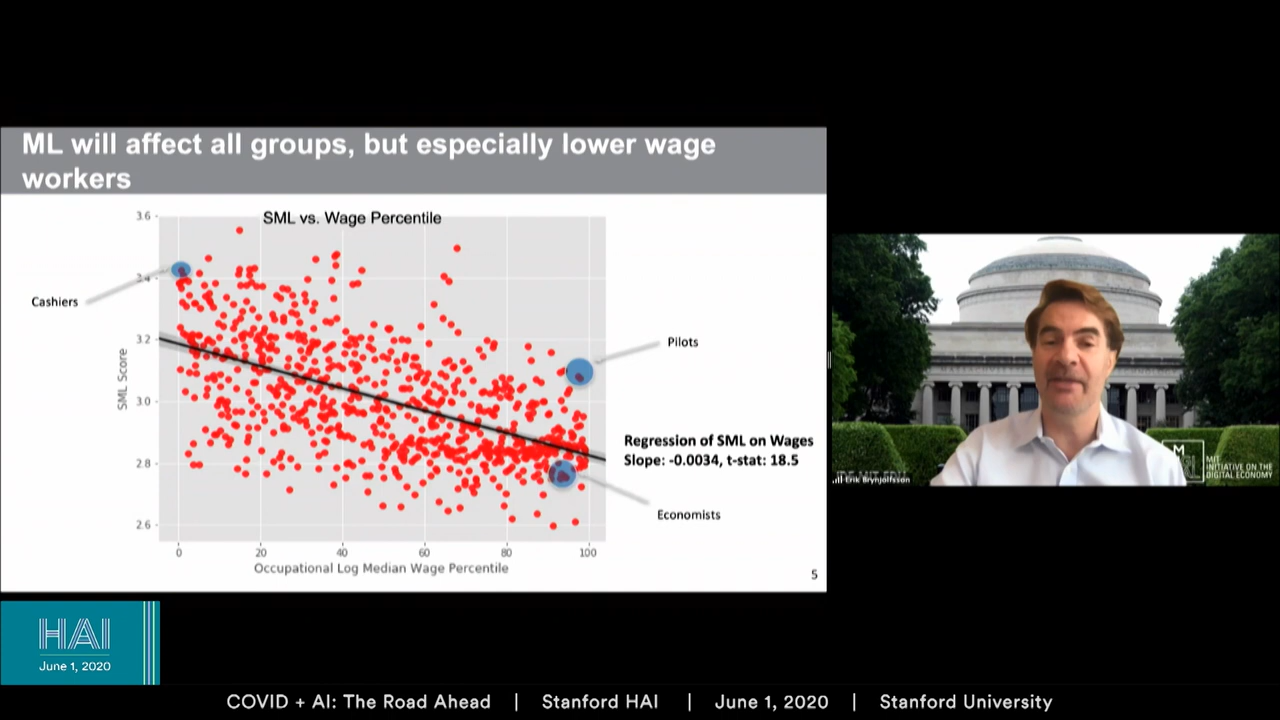 ML will affect all groups, but especially lower wage
workers
SML vs. Wage Percentile
3.6
3.4
3.2
3.0
2.8
2.6
SML Score
0 20 40 60 80 100
Occupational Log Median Wage Percentile
Cashiers
Pilots
Regression of SML on Wages
Slope: -0.0034, t-stat: 18.5
Economists
5
Erik Brynjolfsson
M
MIT
INITIATIVE ON THE
DIGITAL ECONOMY
HAI
June 1, 2020
COVID + AI: The Road Ahead | Stanford HAI | June 1, 2020 | Stanford University